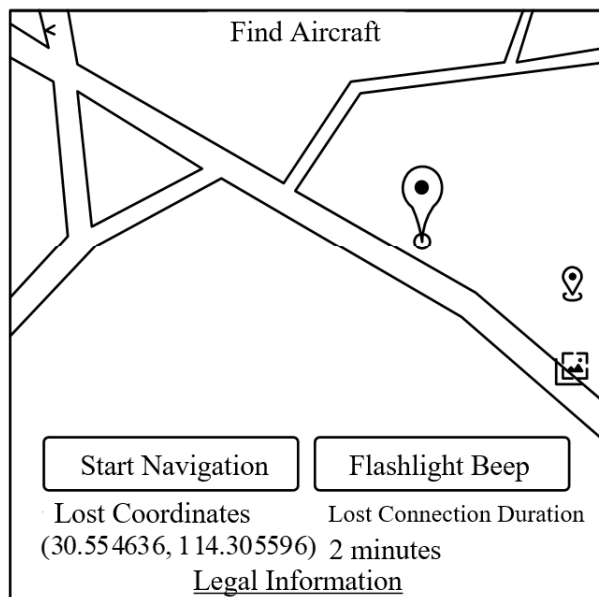 Find Aircraft
Start Navigation
Flashlight Beep
Lost Coordinates
Lost Connection Duration
(30.554636, 114.305596)
2 minutes
Legal Information